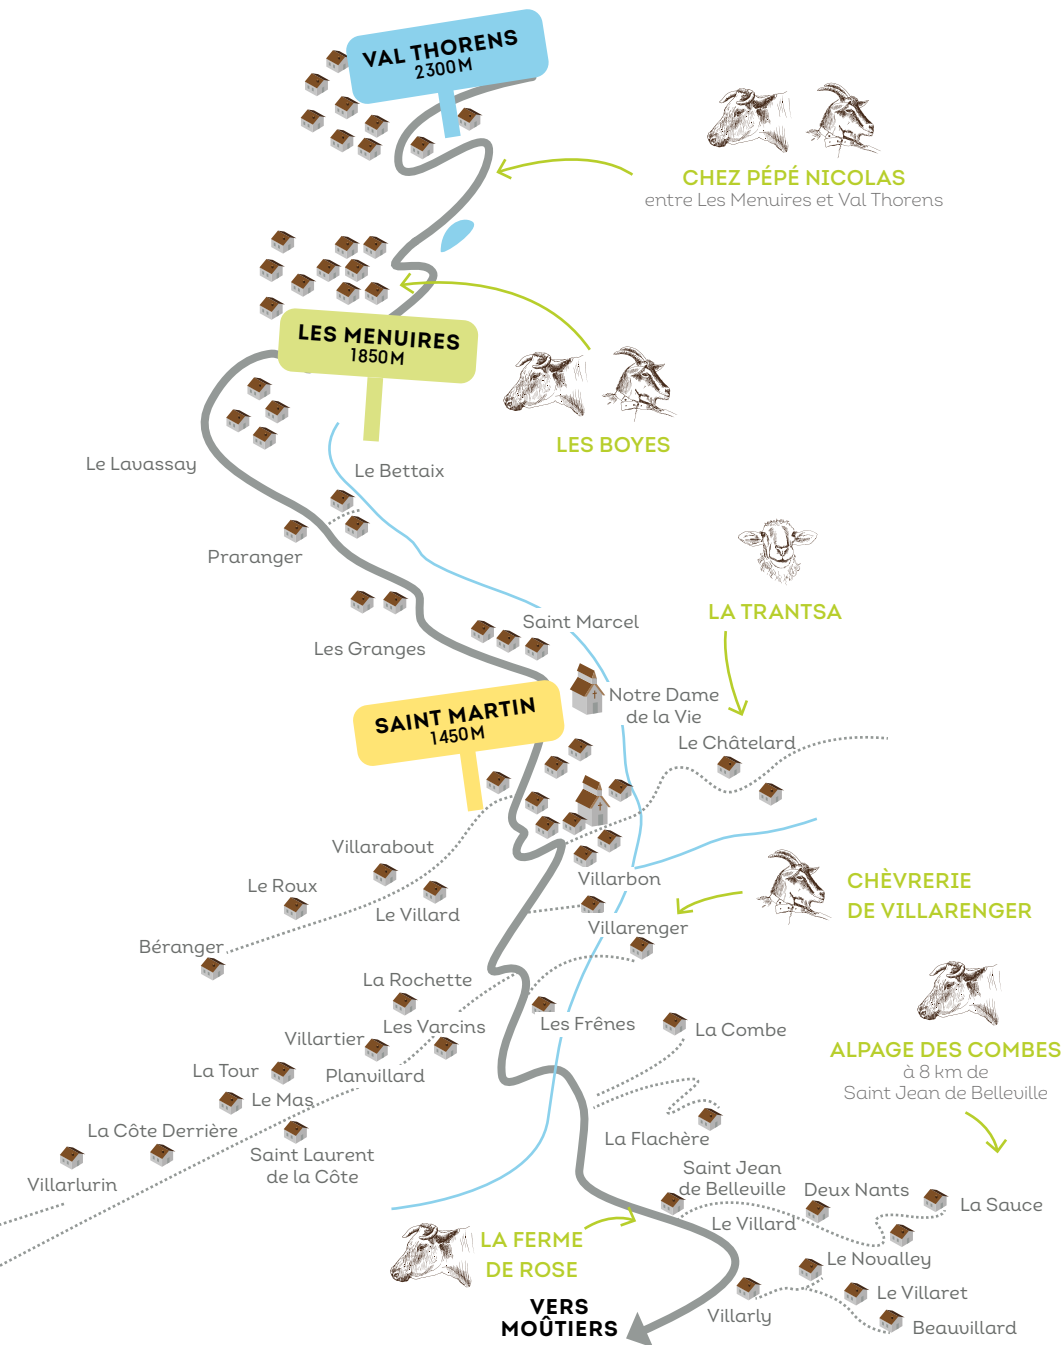 VAL THORENS
2300 M
CHEZ PÉPÉ NICOLAS
entre Les Menuires et Val Thorens
LES MENUIRES
1850 M
LES BOYES
Le Lavassay
Le Bettaix
Praranger
LA TRANTSA
Saint Marcel
Les Granges
Notre Dame
de la Vie
SAINT MARTIN
1450 M
Le Châtelard
Villarabout
Villarbon
Le Roux
Le Villard
CHÈVRERIE
DE VILLARENGER
Villarenger
Béranger
La Rochette
Les Varcins
Les Frênes
La Combe
Villartier
ALPAGE DES COMBES
à 8 km de
Saint Jean de Belleville
La Tour
Planvillard
Le Mas
La Côte Derrière
La Flachère
Saint Laurent
de la Côte
Villarlurin
Saint Jean
de Belleville
Deux Nants
La Sauce
Le Villard
LA FERME
DE ROSE
Le Novalley
Le Villaret
Villarly
Beauvillard
VERS
MOÛTIERS